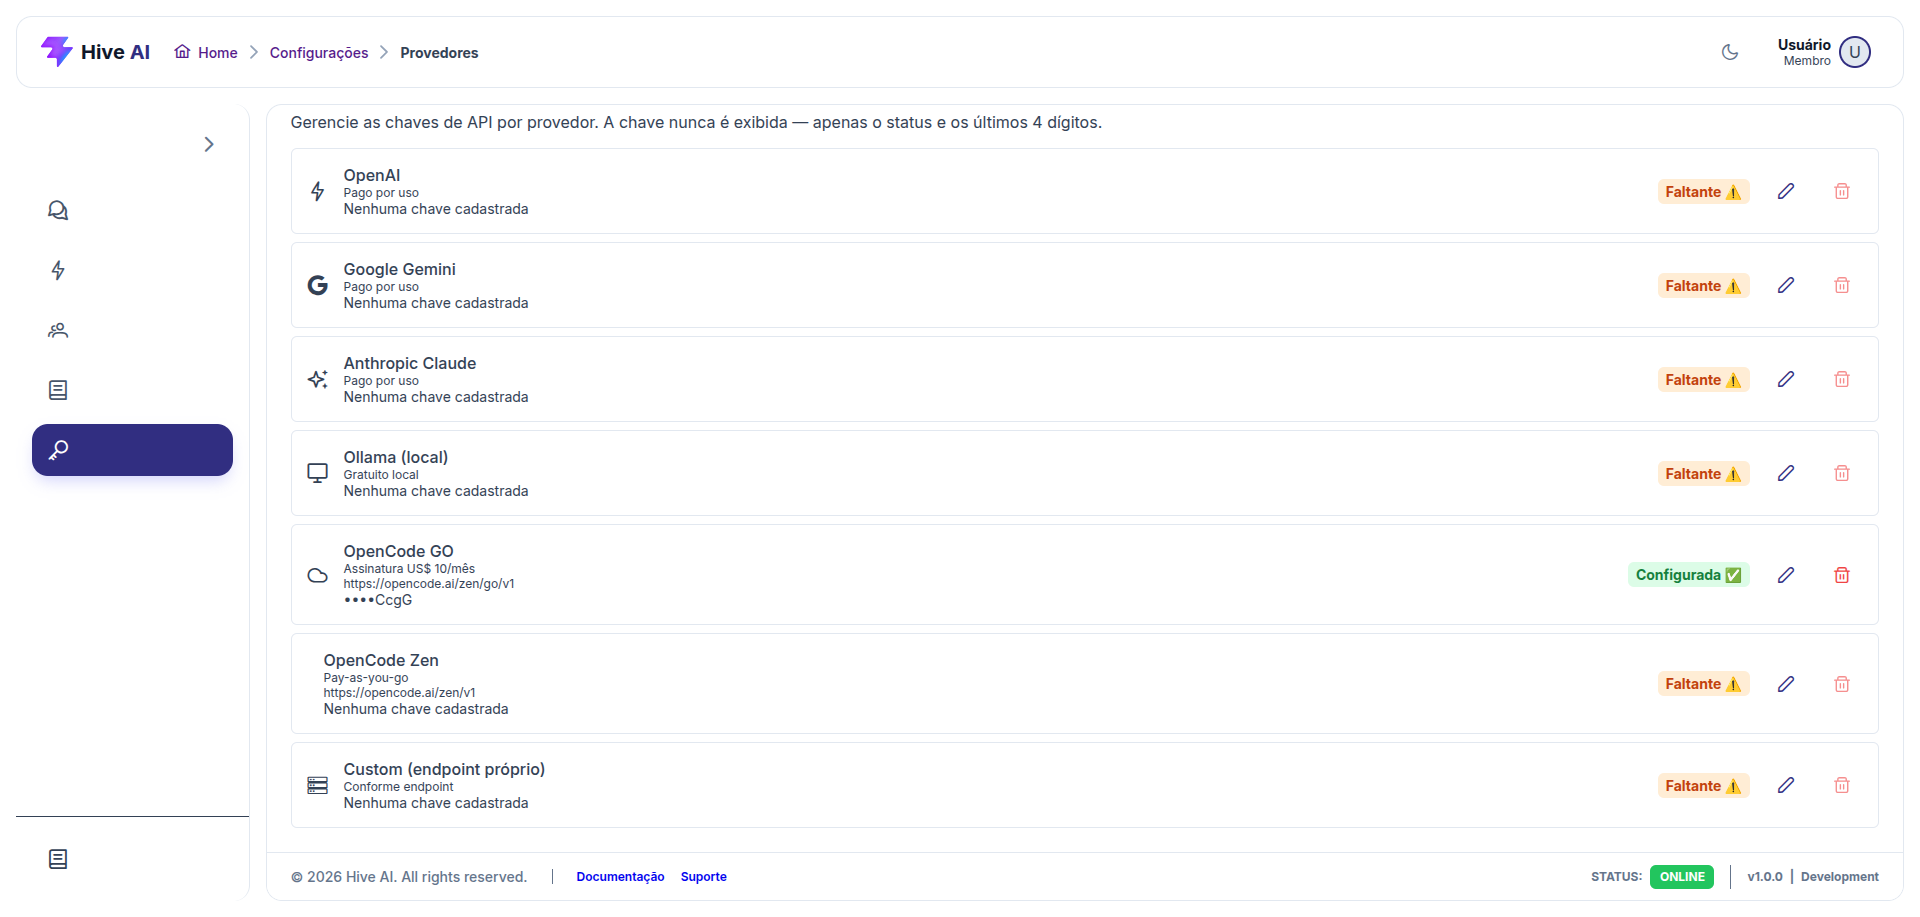 Hive AI
Home
Configurações
Provedores
Usuário
Membro
U
Gerencie as chaves de API por provedor. A chave nunca é exibida — apenas o status e os últimos 4 dígitos.
OpenAI
Pago por uso
Nenhuma chave cadastrada
Faltante ⚠️
Google Gemini
Pago por uso
Nenhuma chave cadastrada
Faltante ⚠️
Anthropic Claude
Pago por uso
Nenhuma chave cadastrada
Faltante ⚠️
Ollama (local)
Gratuito local
Nenhuma chave cadastrada
Faltante ⚠️
OpenCode GO
Assinatura US$ 10/mês
https://opencode.ai/zen/go/v1
••••CcgG
Configurada ✅
OpenCode Zen
Pay-as-you-go
https://opencode.ai/zen/v1
Nenhuma chave cadastrada
Faltante ⚠️
Custom (endpoint próprio)
Conforme endpoint
Nenhuma chave cadastrada
Faltante ⚠️
© 2026 Hive AI. All rights reserved.
Documentação
Suporte
STATUS: ONLINE
v1.0.0 | Development